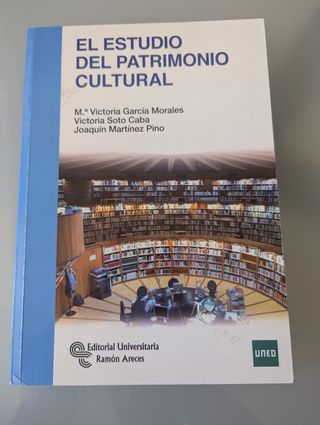 EL ESTUDIO
DEL PATRIMONIO
CULTURAL
M.ª Victoria García Morales
Victoria Soto Caba
Joaquín Martínez Pino
Editorial Universitaria
Ramón Areces
UNED